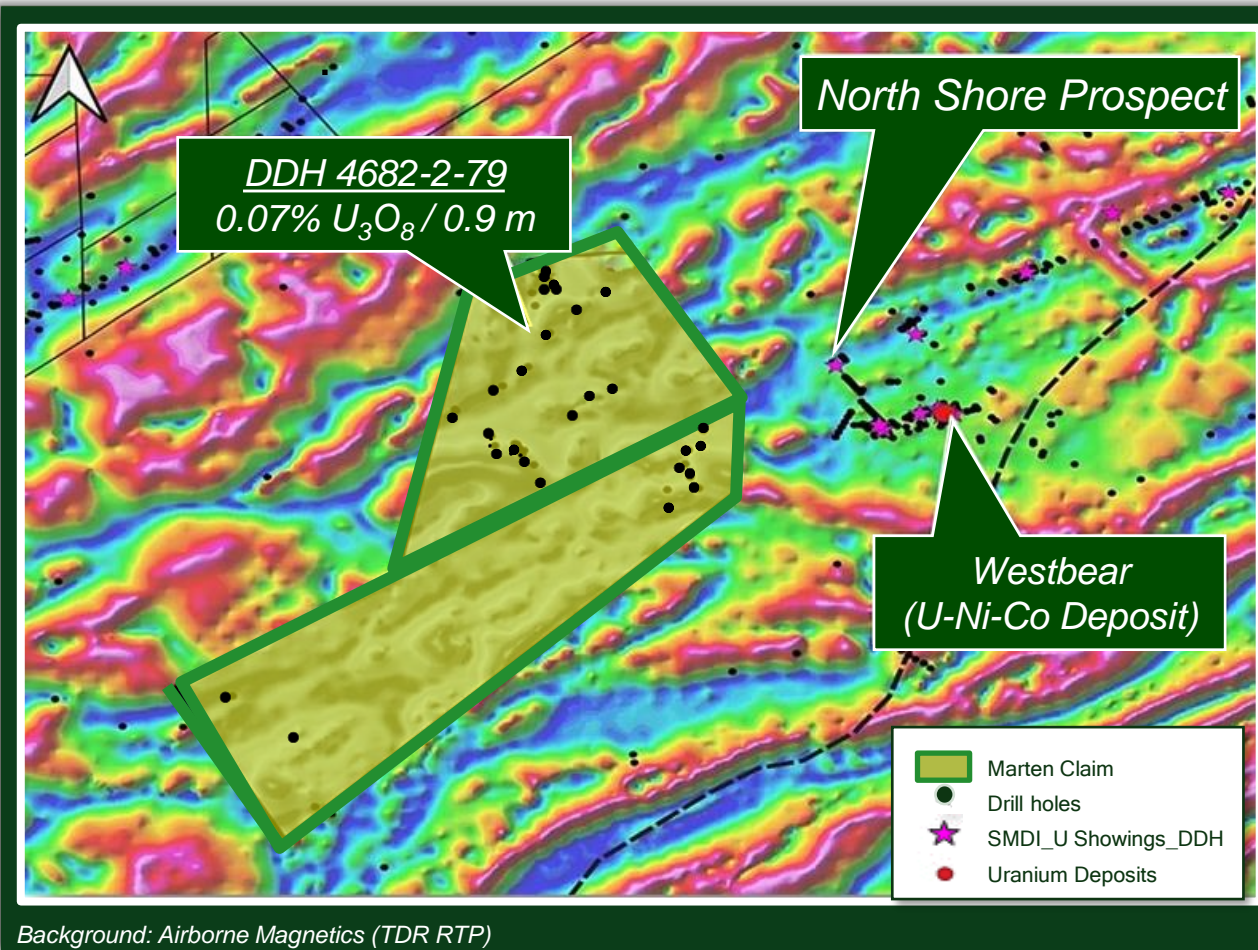 North Shore Prospect
DDH 4682-2-79
0.07% U₃O₈ / 0.9 m
Westbear
(U-Ni-Co Deposit)
Marten Claim
Drill holes
SMDI_U Showings_DDH
Uranium Deposits
Background: Airborne Magnetics (TDR RTP)